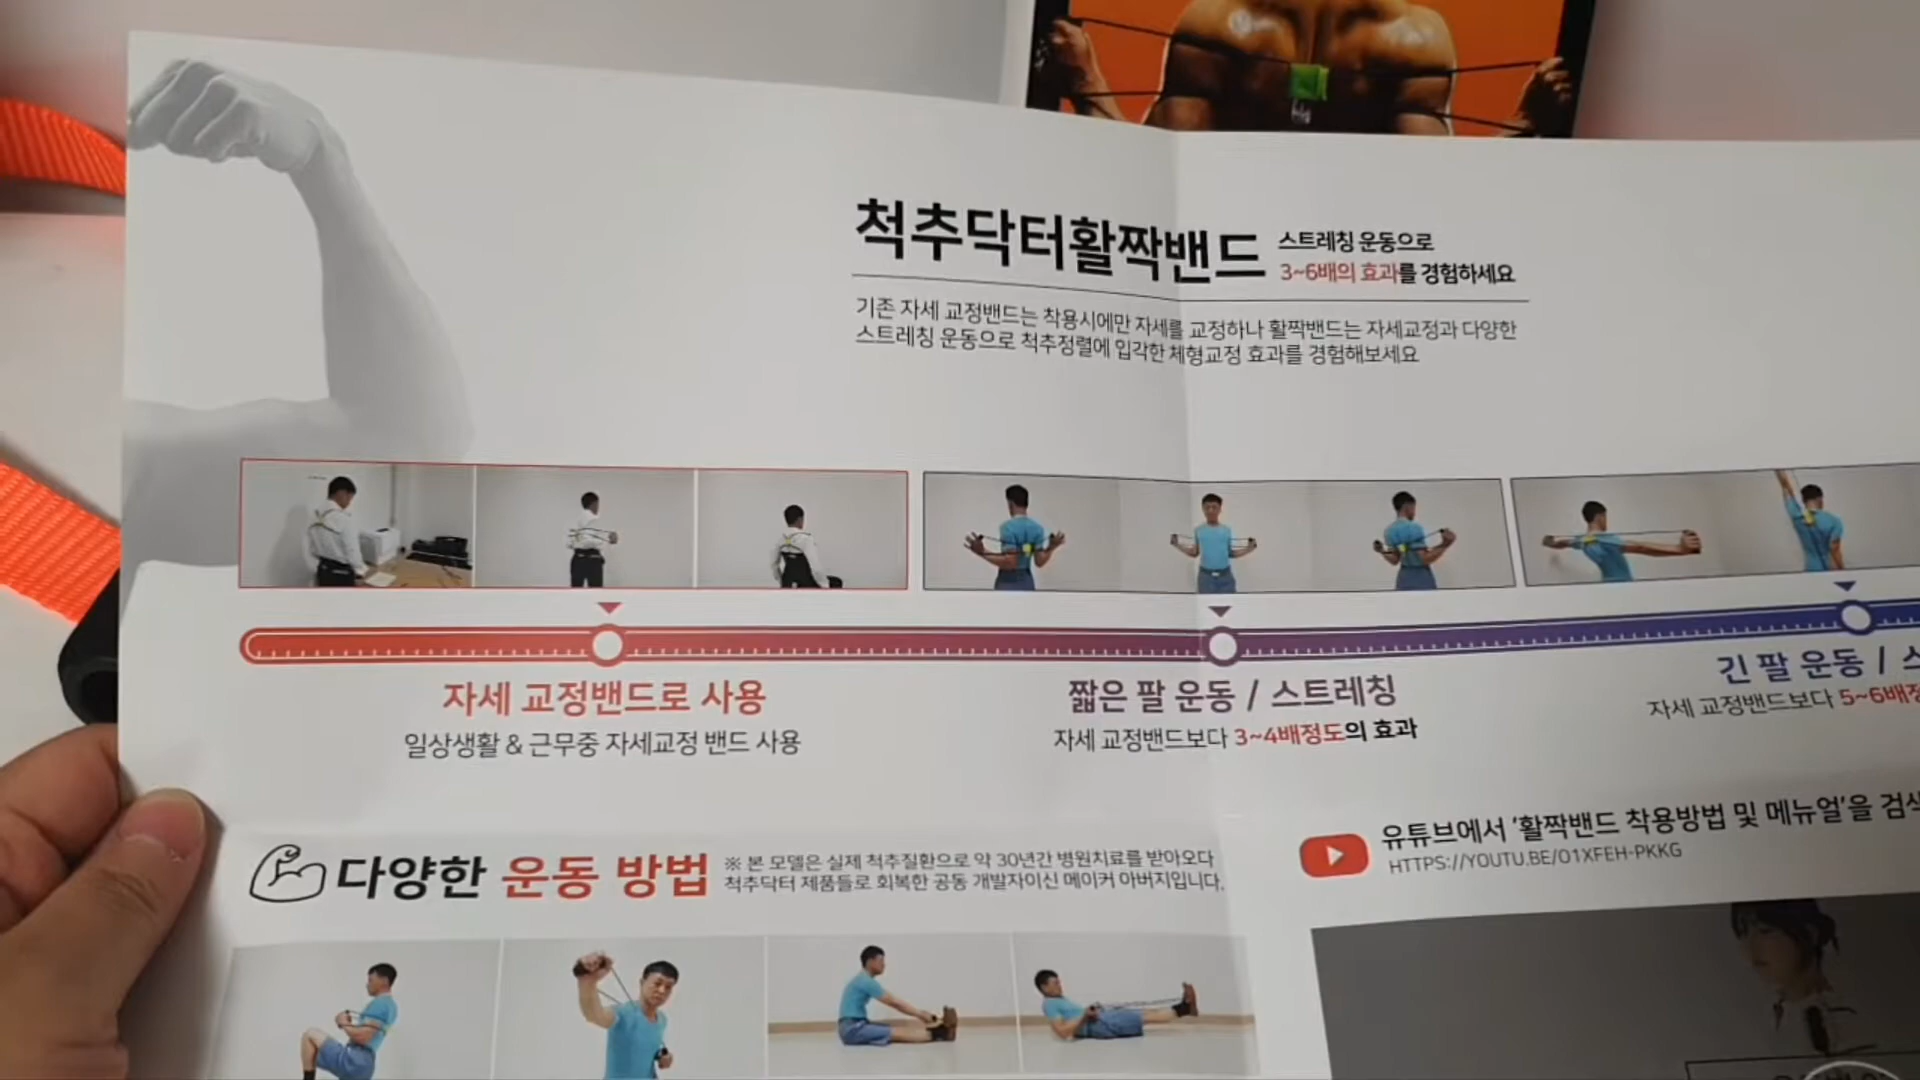 척추닥터활짝밴드
스트레칭 운동으로
3~6배의 효과를 경험하세요
기존 자세 교정밴드는 착용시에만 자세를 교정하나 활짝밴드는 자세교정과 다양한
스트레칭 운동으로 척추정렬에 입각한 체형교정 효과를 경험해보세요
자세 교정밴드로 사용
일상생활 & 근무중 자세교정 밴드 사용
짧은 팔 운동 / 스트레칭
자세 교정밴드보다 3~4배정도의 효과
긴 팔 운동 / 스
자세 교정밴드보다 5~6배정
다양한 운동 방법
※ 본 모델은 실제 척추질환으로 약 30년간 병원치료를 받아오다
척추닥터 제품들로 회복한 공동 개발자이신 메이커 아버지입니다.
유튜브에서 '활짝밴드 착용방법 및 메뉴얼'을 검색
HTTPS://YOUTU.BE/O1XFEH-PKKG